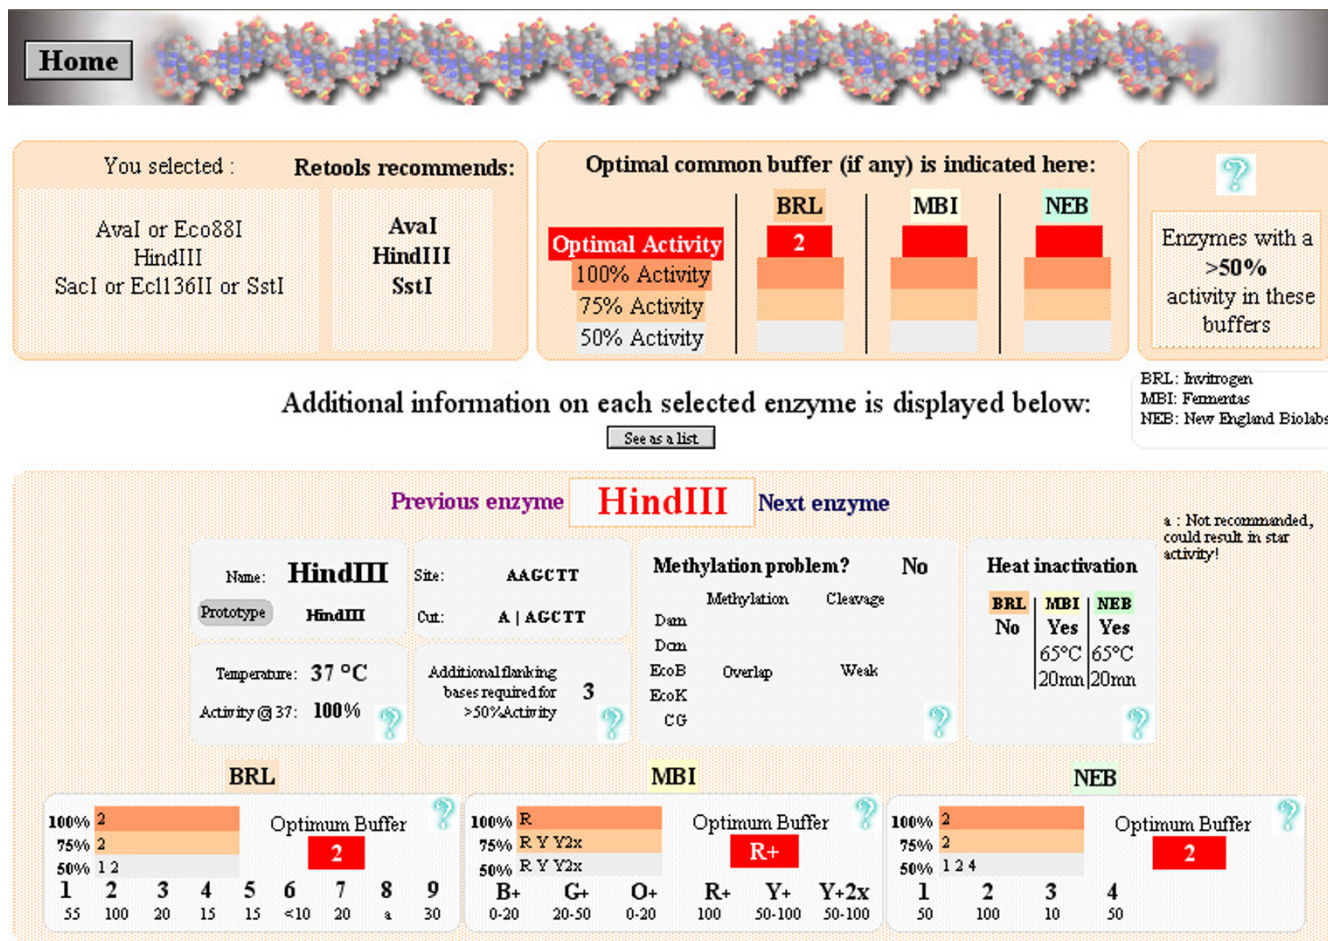 Home
You selected :
Retools recommends:
AvaI or Eco88I
HindIII
SacI or Ecl136II or SstI
AvaI
HindIII
SstI
Optimal common buffer (if any) is indicated here:
BRL MBI NEB
Optimal Activity 2
100% Activity
75% Activity
50% Activity
Enzymes with a
>50%
activity in these
buffers
BRL: Invitrogen
MBI: Fermentas
NEB: New England Biolabs
Additional information on each selected enzyme is displayed below:
See as a list
Previous enzyme HindIII Next enzyme
a : Not recommanded,
could result in star
activity!
Name: HindIII
Prototype HindIII
Site: AAGCTT
Cut: A | AGCTT
Methylation problem? No
Methylation Cleavage
Dam
Dcm
EcoB Overlap Weak
EcoK
CG
Heat inactivation
BRL MBI NEB
No Yes Yes
65°C 65°C
20mn 20mn
Temperature: 37 °C
Activity @ 37: 100%
Additional flanking
bases required for 3
>50%Activity
BRL
100% 2
75% 2
50% 1 2
Optimum Buffer
2
1 2 3 4 5 6 7 8 9
55 100 20 15 15 <10 20 a 30
MBI
100% R
75% R Y Y2x
50% R Y Y2x
Optimum Buffer
R+
B+ G+ O+ R+ Y+ Y+2x
0-20 20-50 0-20 100 50-100 50-100
NEB
100% 2
75% 2
50% 1 2 4
Optimum Buffer
2
1 2 3 4
50 100 10 50